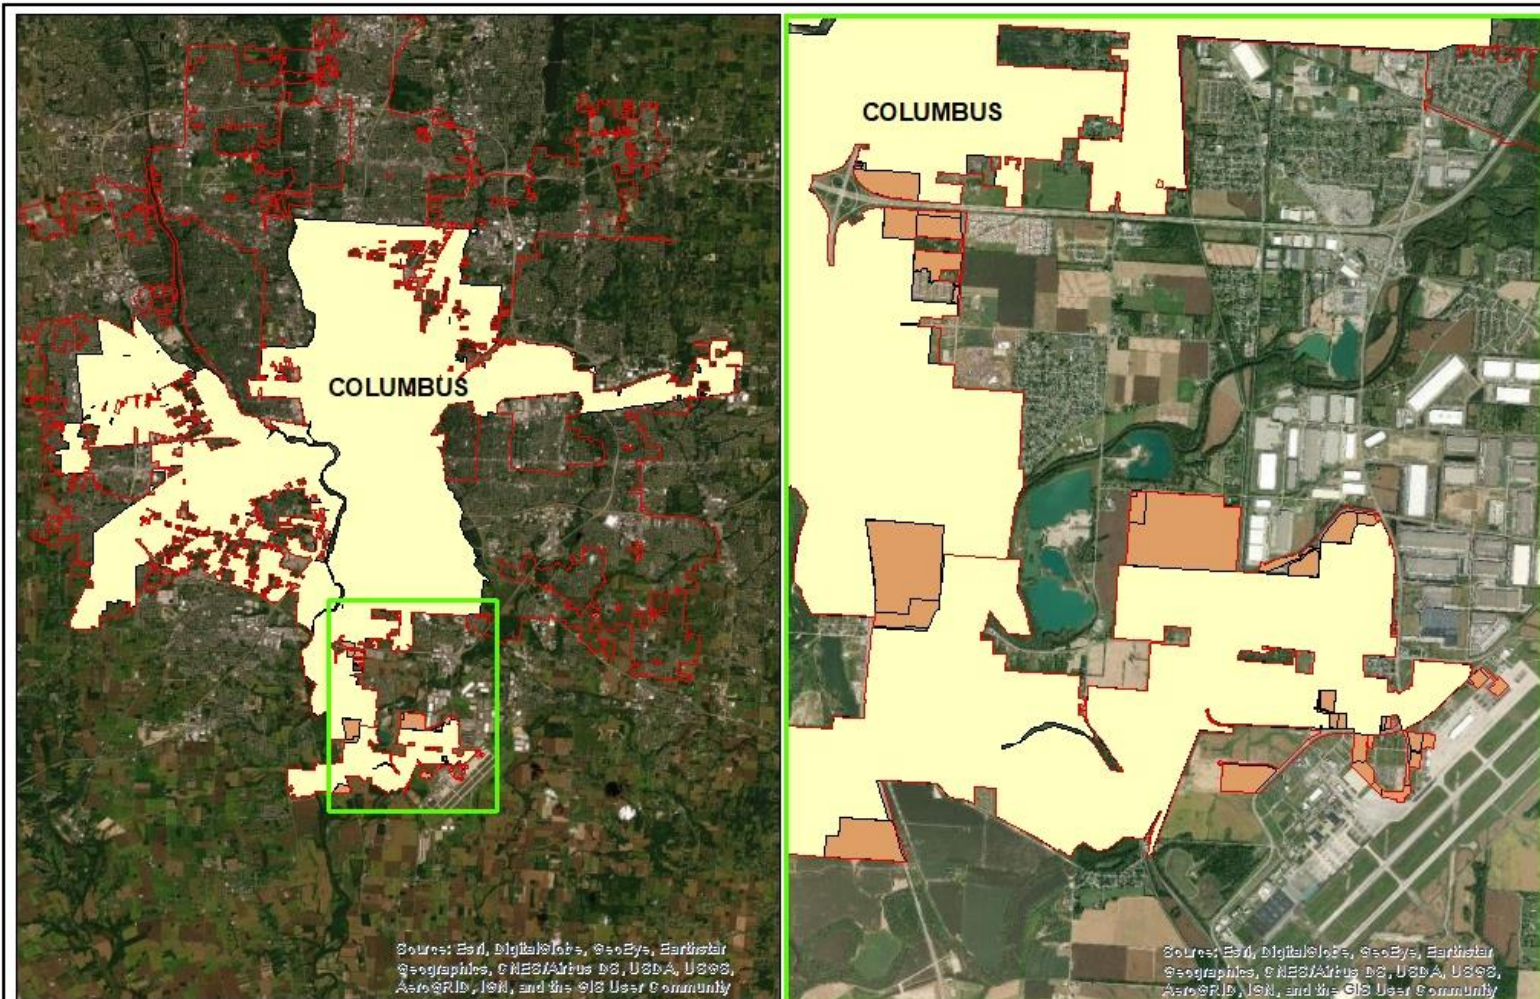 COLUMBUS
Source: Esri, DigitalGlobe, GeoEye, Earthstar
Geographics, CNES/Airbus DS, USDA, USGS,
AeroGRID, IGN, and the GIS User Community
COLUMBUS
Source: Esri, DigitalGlobe, GeoEye, Earthstar
Geographics, CNES/Airbus DS, USDA, USGS,
AeroGRID, IGN, and the GIS User Community